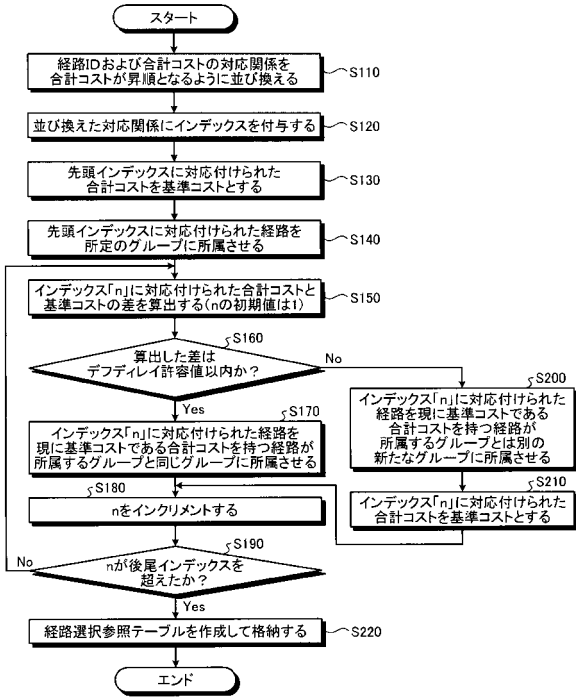 スタート
経路IDおよび合計コストの対応関係を
合計コストが昇順となるように並び換える
S110
並び換えた対応関係にインデックスを付与する
S120
先頭インデックスに対応付けられた
合計コストを基準コストとする
S130
先頭インデックスに対応付けられた経路を
所定のグループに所属させる
S140
インデックス「n」に対応付けられた合計コストと
基準コストの差を算出する(nの初期値は1)
S150
S160
算出した差は
デフディレイ許容値以内か?
No
Yes
S200
インデックス「n」に対応付けられた
経路を現に基準コストである
合計コストを持つ経路が
所属するグループとは別の
新たなグループに所属させる
S170
インデックス「n」に対応付けられた経路を
現に基準コストである合計コストを持つ経路が
所属するグループと同じグループに所属させる
S210
インデックス「n」に対応付けられた
合計コストを基準コストとする
S180
nをインクリメントする
S190
nが後尾インデックスを
超えたか?
No
Yes
経路選択参照テーブルを作成して格納する
S220
エンド